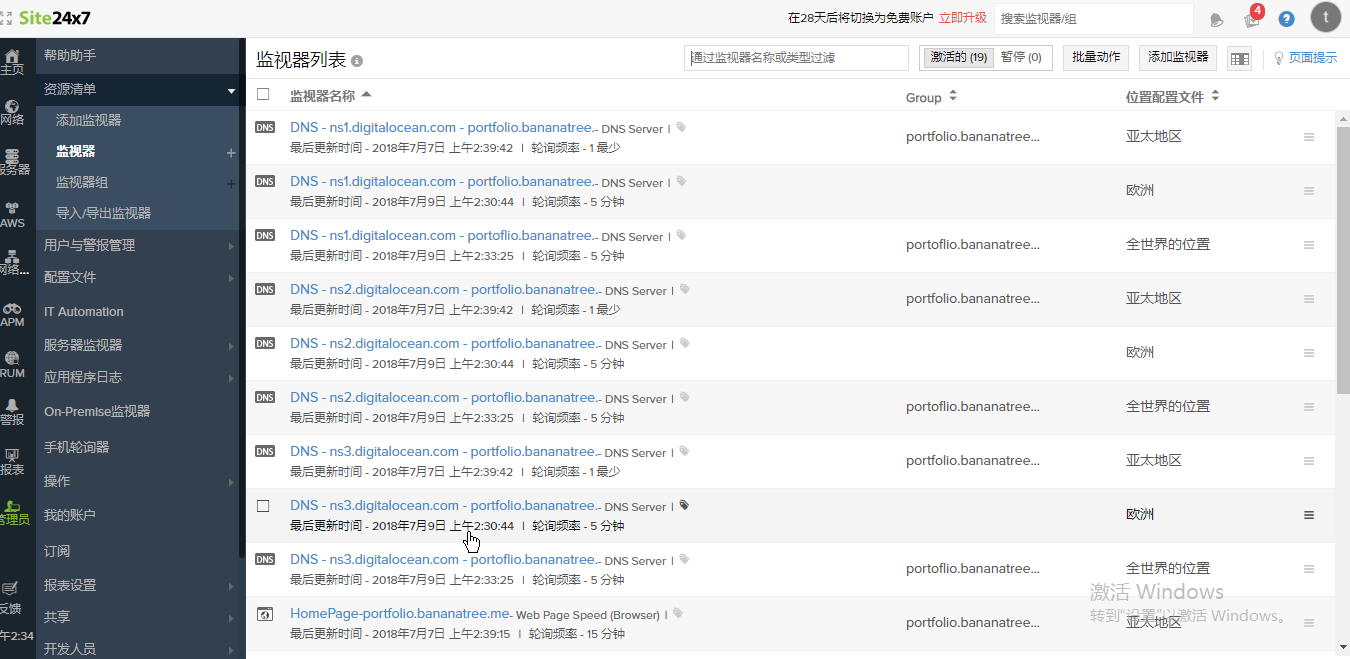 Site24x7
在28天后将切换为免费账户 立即升级
搜索监视器/组
4
?
t
主页
网络
服务器
AWS
网络...
APM
RUM
警报
报表
管理员
反馈
午2:34
帮助助手
资源清单
添加监视器
监视器
监视器组
导入/导出监视器
用户与警报管理
配置文件
IT Automation
服务器监视器
应用程序日志
On-Premise监视器
手机轮询器
操作
我的账户
订阅
报表设置
共享
开发人员
监视器列表
通过监视器名称或类型过滤
激活的 (19) 暂停 (0)
批量动作
添加监视器
页面提示
监视器名称 Group 位置配置文件
DNS DNS - ns1.digitalocean.com - portfolio.bananatree.- DNS Server |
最后更新时间 - 2018年7月7日 上午2:39:42 | 轮询频率 - 1 最少
portfolio.bananatree... 亚太地区
DNS DNS - ns1.digitalocean.com - portfolio.bananatree.- DNS Server |
最后更新时间 - 2018年7月9日 上午2:30:44 | 轮询频率 - 5 分钟
欧洲
DNS DNS - ns1.digitalocean.com - portoflio.bananatree.- DNS Server |
最后更新时间 - 2018年7月9日 上午2:33:25 | 轮询频率 - 5 分钟
portoflio.bananatree... 全世界的位置
DNS DNS - ns2.digitalocean.com - portfolio.bananatree.- DNS Server |
最后更新时间 - 2018年7月7日 上午2:39:42 | 轮询频率 - 1 最少
portfolio.bananatree... 亚太地区
DNS DNS - ns2.digitalocean.com - portfolio.bananatree.- DNS Server |
最后更新时间 - 2018年7月9日 上午2:30:44 | 轮询频率 - 5 分钟
欧洲
DNS DNS - ns2.digitalocean.com - portoflio.bananatree.- DNS Server |
最后更新时间 - 2018年7月9日 上午2:33:25 | 轮询频率 - 5 分钟
portoflio.bananatree... 全世界的位置
DNS DNS - ns3.digitalocean.com - portfolio.bananatree.- DNS Server |
最后更新时间 - 2018年7月7日 上午2:39:42 | 轮询频率 - 1 最少
portfolio.bananatree... 亚太地区
DNS - ns3.digitalocean.com - portfolio.bananatree.- DNS Server |
最后更新时间 - 2018年7月9日 上午2:30:44 | 轮询频率 - 5 分钟
欧洲
DNS DNS - ns3.digitalocean.com - portoflio.bananatree.- DNS Server |
最后更新时间 - 2018年7月9日 上午2:33:25 | 轮询频率 - 5 分钟
portoflio.bananatree... 全世界的位置
HomePage-portfolio.bananatree.me- Web Page Speed (Browser) |
最后更新时间 - 2018年7月7日 上午2:39:15 | 轮询频率 - 15 分钟
portfolio.bananatree... 亚太地区
激活 Windows
转到“设置”以激活 Windows。